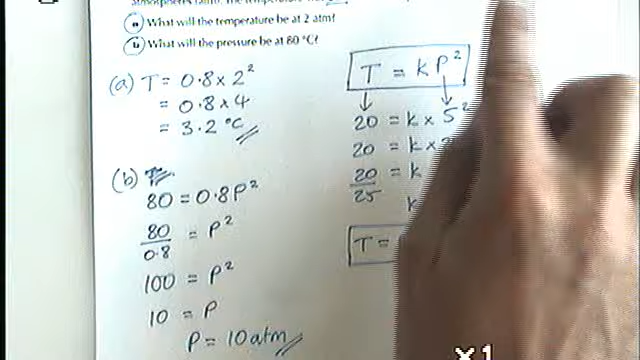 (a) What will the temperature be at 2 atm?
(b) What will the pressure be at 80 °C?
(a) T = 0.8 x 2²
= 0.8 x 4
= 3.2 °C
(b)
80 = 0.8P²
80/0.8 = P²
100 = P²
10 = P
P = 10 atm
T = kP²
20 = k x 5²
20 = k x
20/25 = k
k
T =
x1